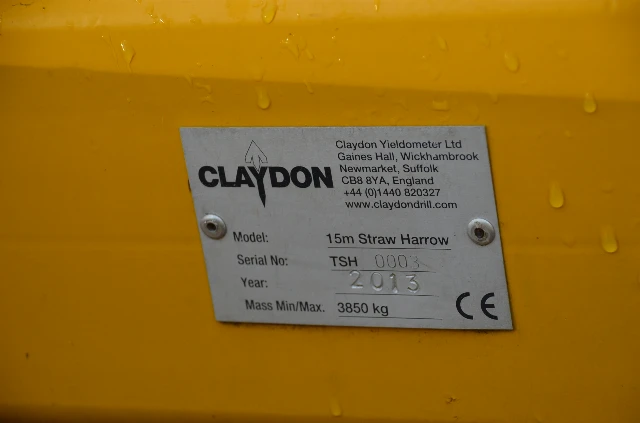 CLAYDON
Claydon Yieldometer Ltd
Gaines Hall, Wickhambrook
Newmarket, Suffolk
CB8 8YA, England
+44 (0)1440 820327
www.claydondrill.com
Model: 15m Straw Harrow
Serial No: TSH
Year: 2013
Mass Min/Max. 3850 kg
CE